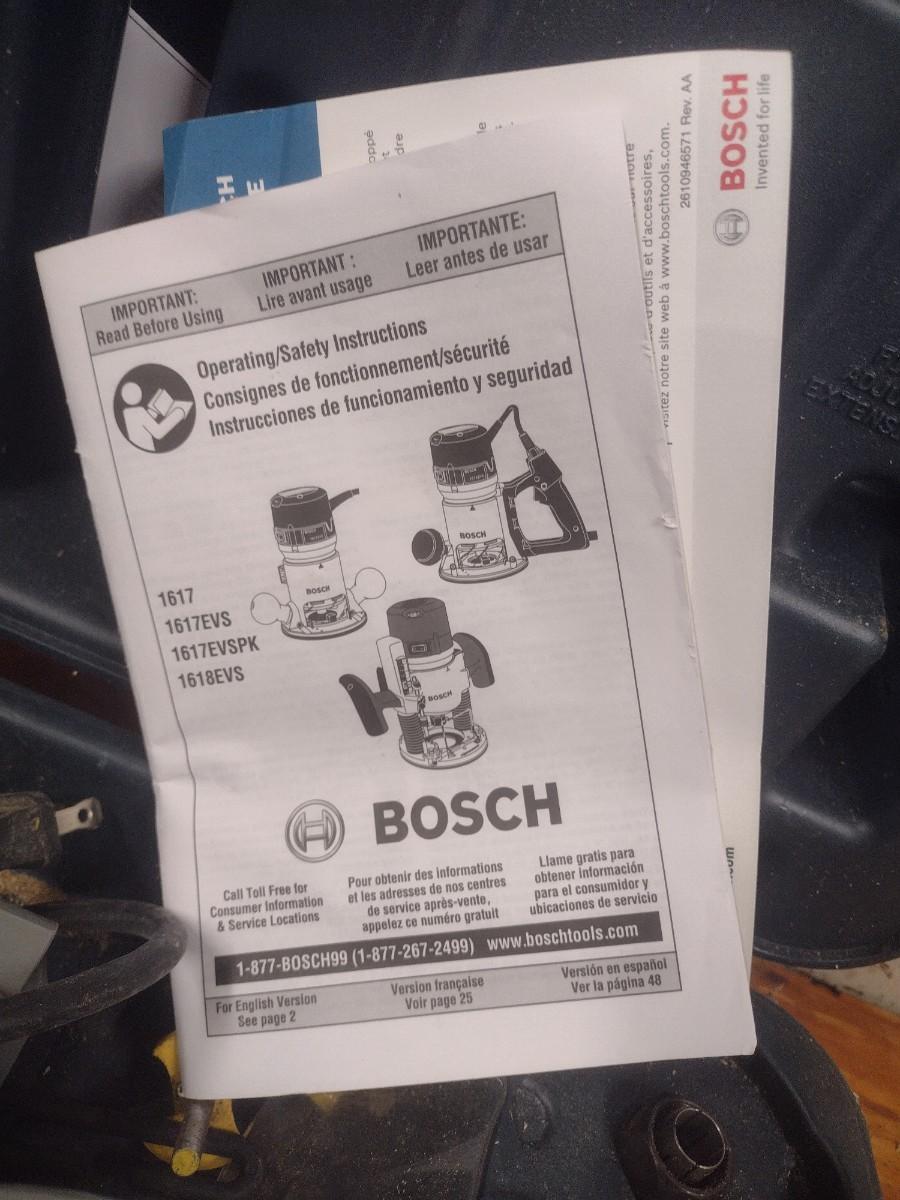 IMPORTANT:
Read Before Using
IMPORTANT :
Lire avant usage
IMPORTANTE:
Leer antes de usar
Operating/Safety Instructions
Consignes de fonctionnement/sécurité
Instrucciones de funcionamiento y seguridad
BOSCH
BOSCH
BOSCH
1617
1617EVS
1617EVSPK
1618EVS
BOSCH
Call Toll Free for
Consumer Information
& Service Locations
Pour obtenir des informations
et les adresses de nos centres
de service après-vente,
appelez ce numéro gratuit
Llame gratis para
obtener información
para el consumidor y
ubicaciones de servicio
1-877-BOSCH99 (1-877-267-2499) www.boschtools.com
For English Version
See page 2
Version française
Voir page 25
Versión en español
Ver la página 48
notre
d'outils et d'accessoires,
visitez notre site web à www.boschtools.com.
2610946571 Rev. AA
BOSCH
Invented for life